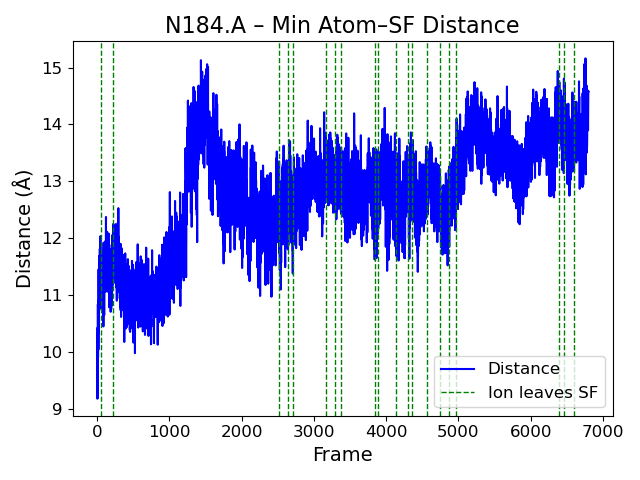 N184.A – Min Atom–SF Distance
Distance (Å)
15
14
13
12
11
10
9
0 1000 2000 3000 4000 5000 6000 7000
Frame
Distance
Ion leaves SF